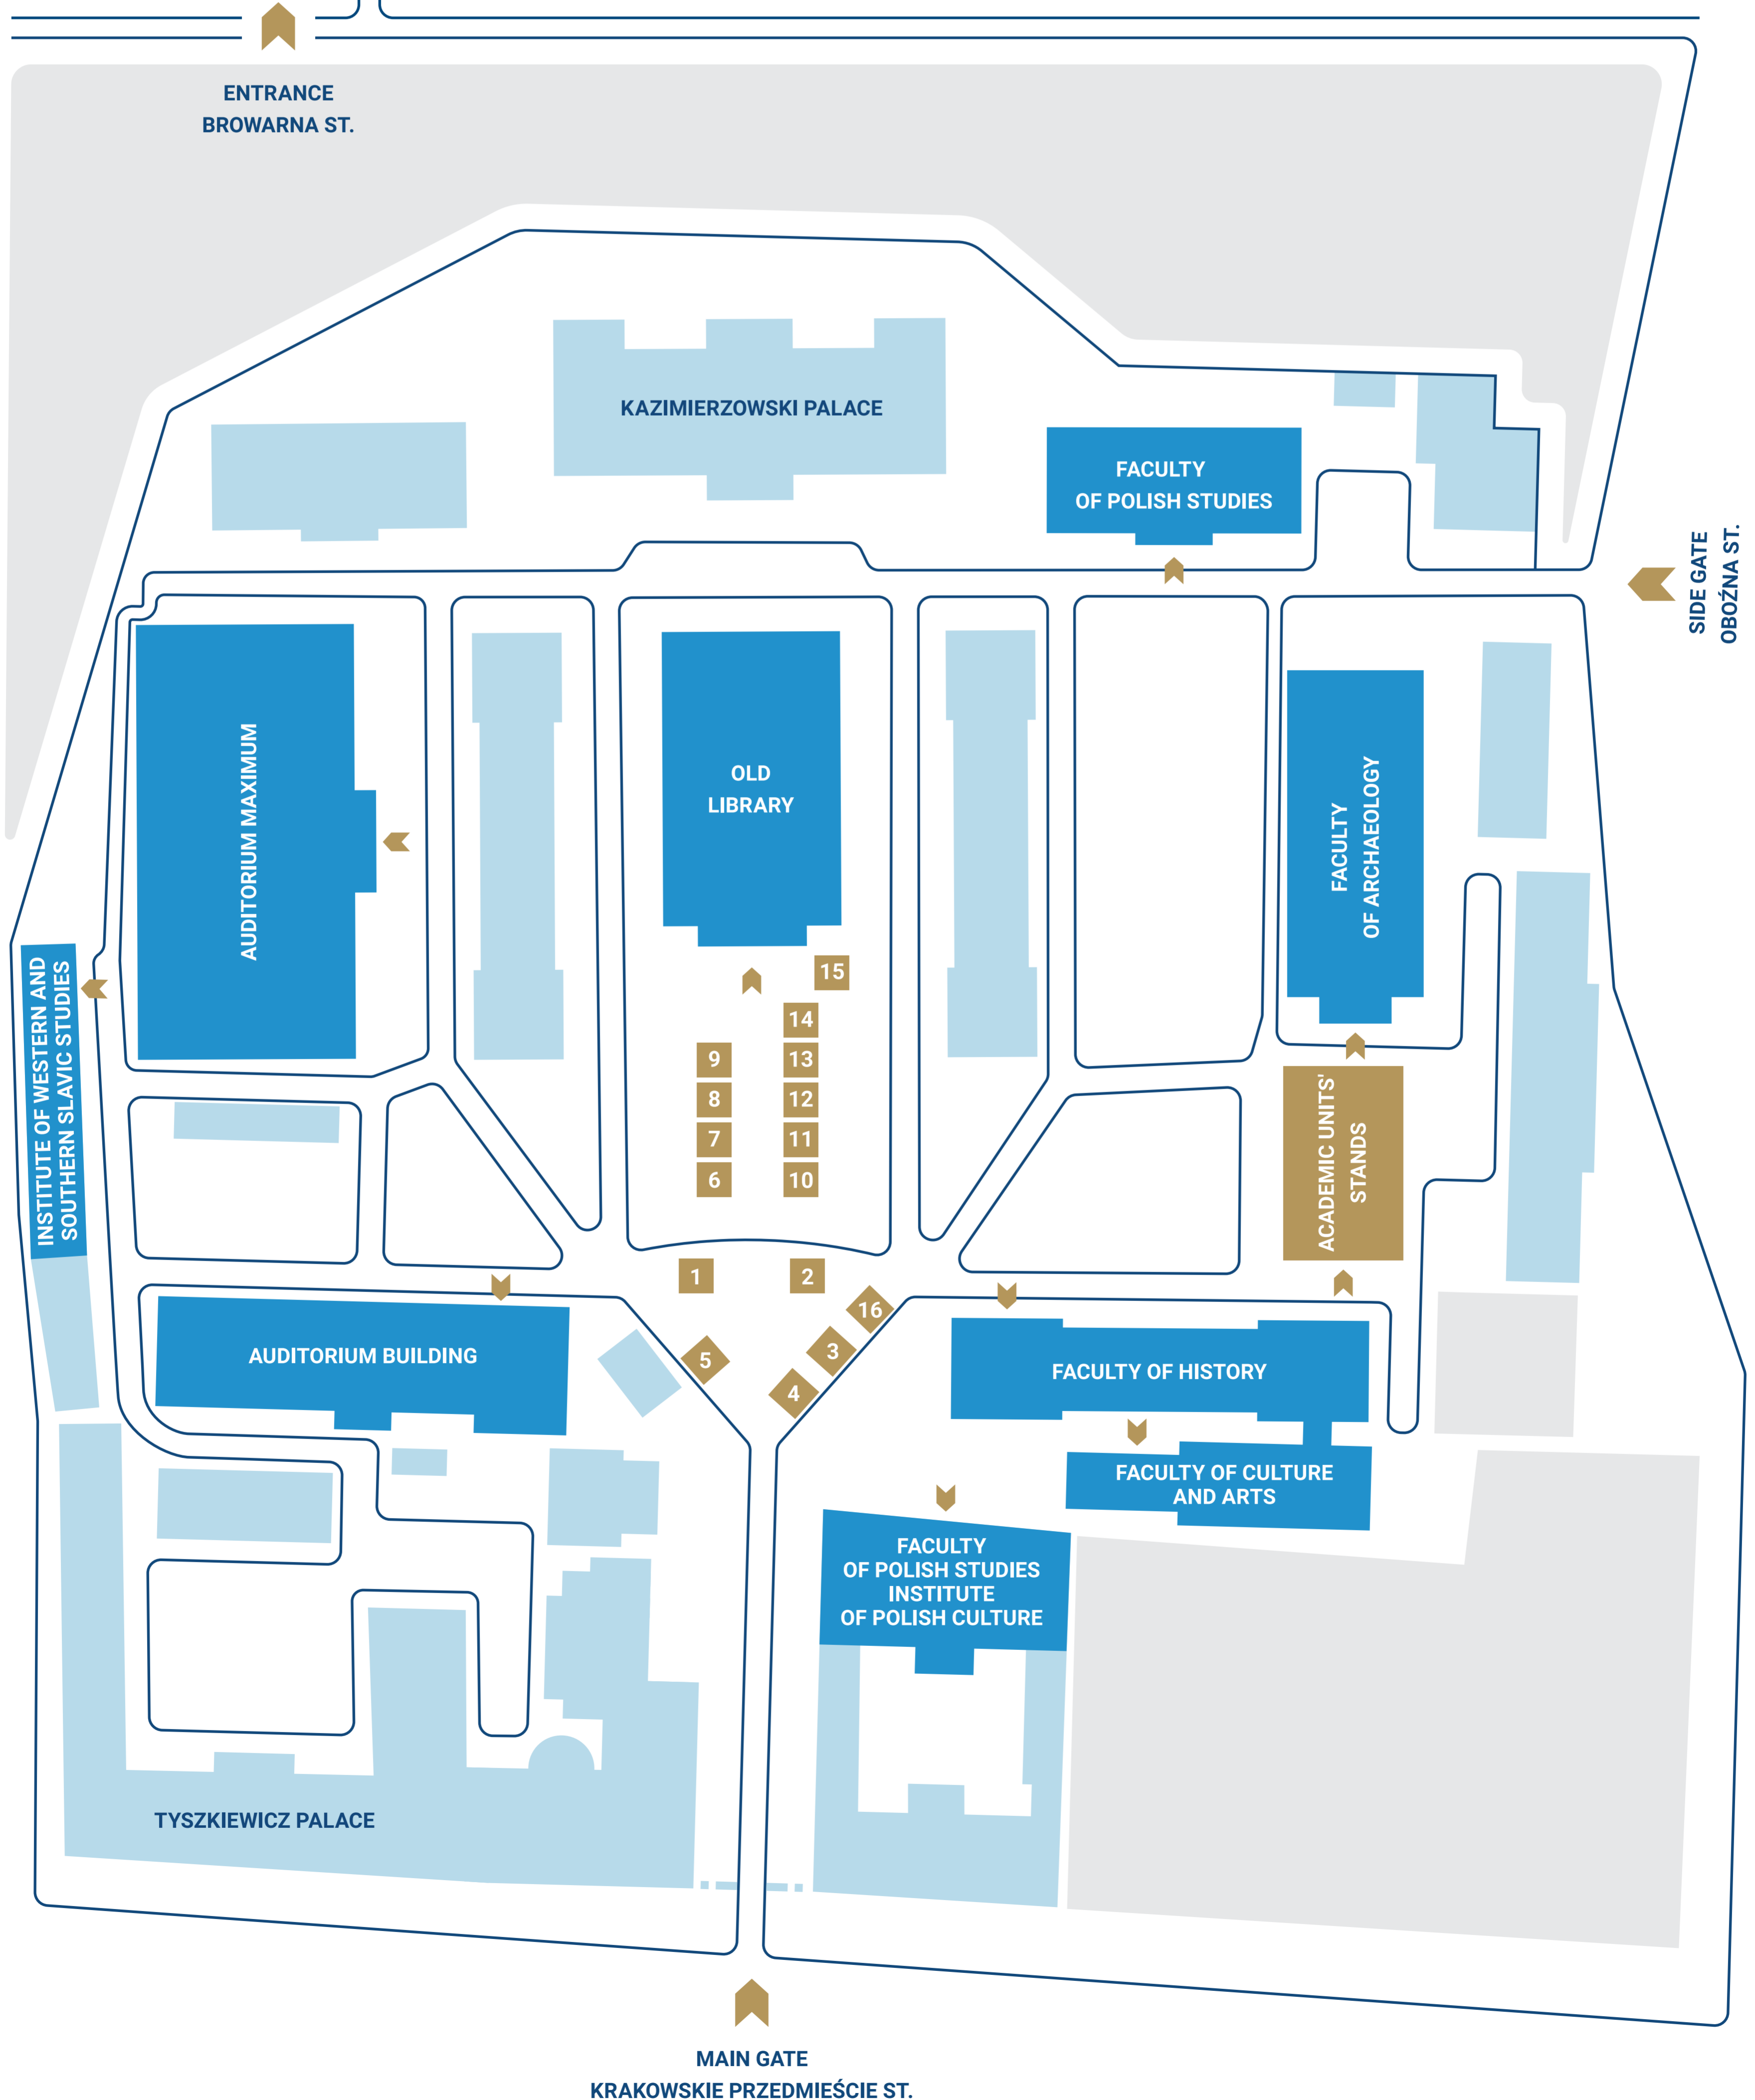 ENTRANCE
BROWARNA ST.
KAZIMIERZOWSKI PALACE
FACULTY
OF POLISH STUDIES
SIDE GATE
OBOŹNA ST.
AUDITORIUM MAXIMUM
OLD
LIBRARY
FACULTY
OF ARCHAEOLOGY
INSTITUTE OF WESTERN AND
SOUTHERN SLAVIC STUDIES
15
14
9
13
8
12
7
11
6
10
ACADEMIC UNITS'
STANDS
1
2
16
3
5
4
AUDITORIUM BUILDING
FACULTY OF HISTORY
FACULTY OF CULTURE
AND ARTS
FACULTY
OF POLISH STUDIES
INSTITUTE
OF POLISH CULTURE
TYSZKIEWICZ PALACE
MAIN GATE
KRAKOWSKIE PRZEDMIEŚCIE ST.